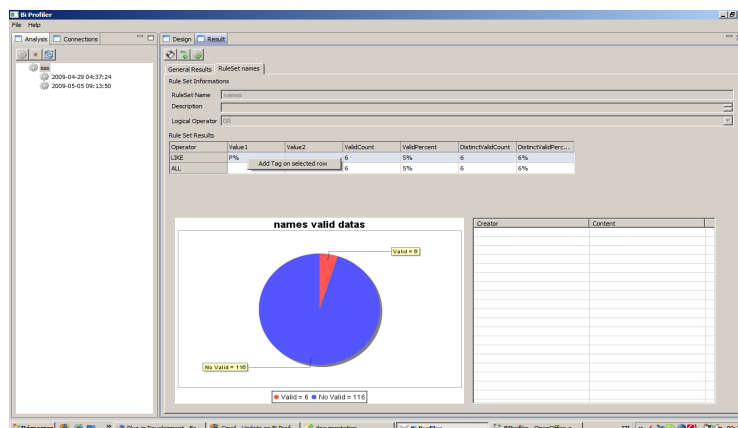 Bi Profiler
File Help
Analysis Connections
Design Result
aaa
2009-04-29 04:37:24
2009-05-05 09:13:50
General Results RuleSet names
Rule Set Informations
RuleSet Name names
Description
Logical Operator OR
Rule Set Results
Operator Value1 Value2 ValidCount ValidPercent DistinctValidCount DistinctValidPerc...
LIKE P% 6 5% 6 6%
Add Tag on selected row
ALL 6 5% 6 6%
names valid datas
Creator Content
Valid = 6
No Valid = 116
Valid = 6 No Valid = 116